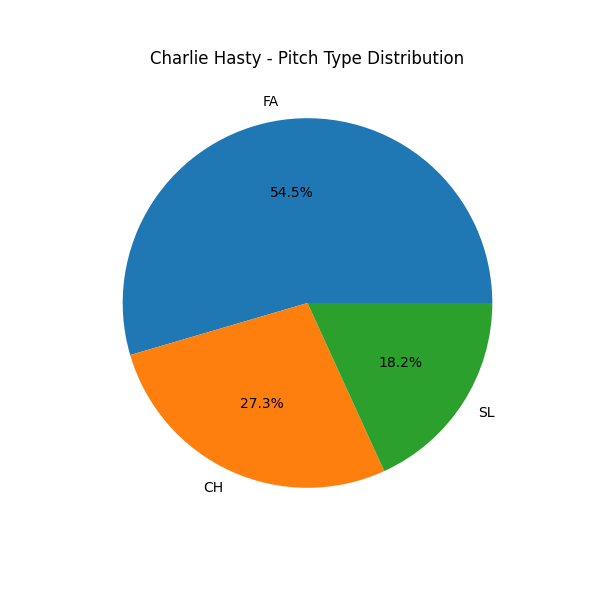 Charlie Hasty - Pitch Type Distribution
FA
54.5%
18.2%
27.3%
SL
CH